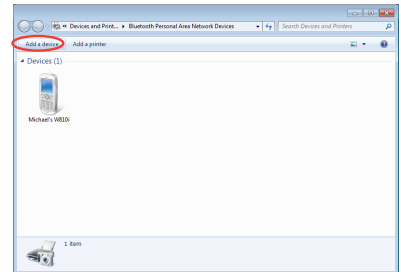 « Devices and Print... ▸ Bluetooth Personal Area Network Devices
Search Devices and Printers
Add a device
Add a printer
Devices (1)
Michael's W810i
1 item